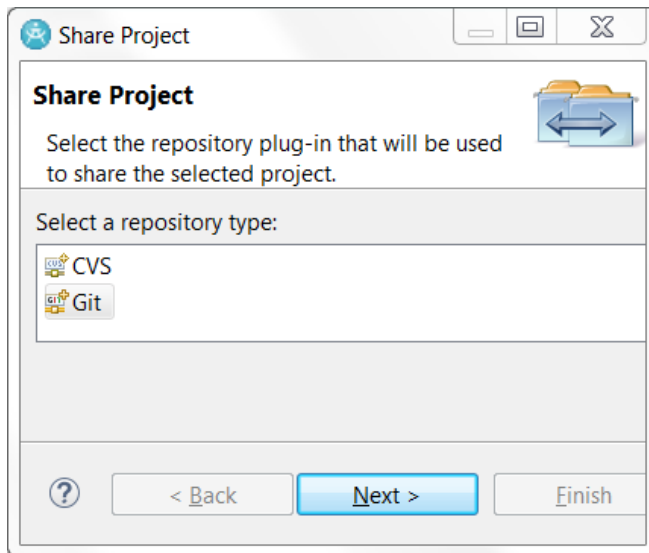 Share Project
Share Project
Select the repository plug-in that will be used
to share the selected project.
Select a repository type:
CVS
Git
?
< Back
Next >
Finish